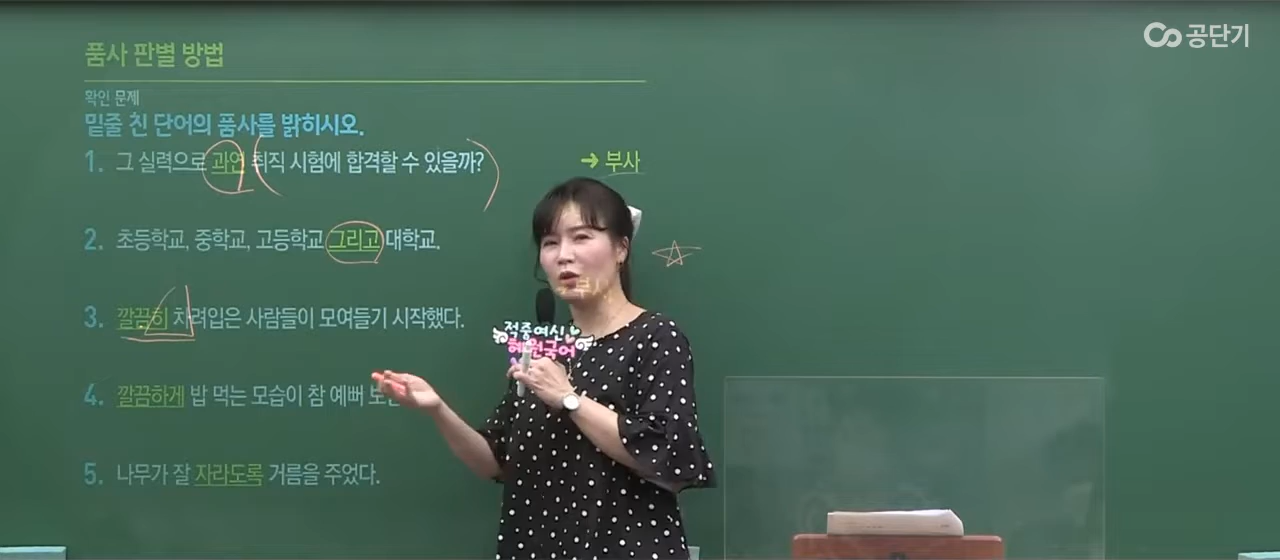 공단기
품사 판별 방법
확인 문제
밑줄 친 단어의 품사를 밝히시오.
1. 그 실력으로 과연 취직 시험에 합격할 수 있을까? → 부사
2. 초등학교, 중학교, 고등학교 그리고 대학교.
3. 깔끔히 차려입은 사람들이 모여들기 시작했다.
적중여신
혜원국어
4. 깔끔하게 밥 먹는 모습이 참 예뻐
5. 나무가 잘 자라도록 거름을 주었다.